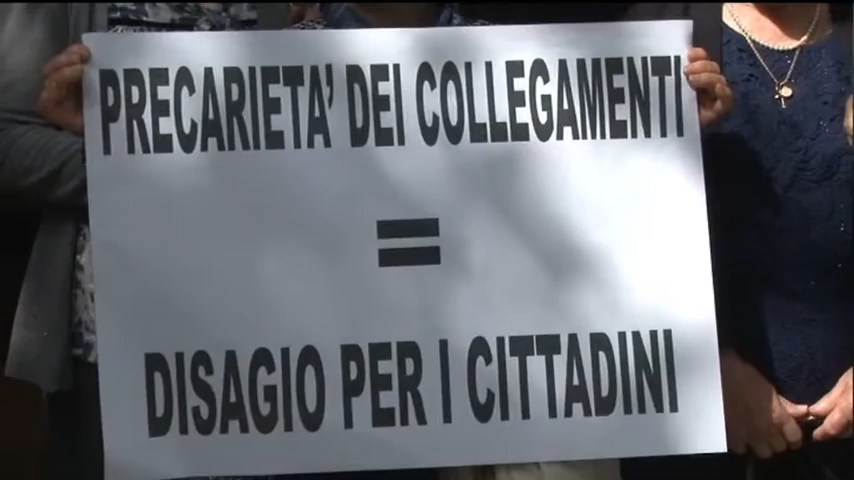 PRECARIETA' DEI COLLEGAMENTI
=
DISAGIO PER I CITTADINI